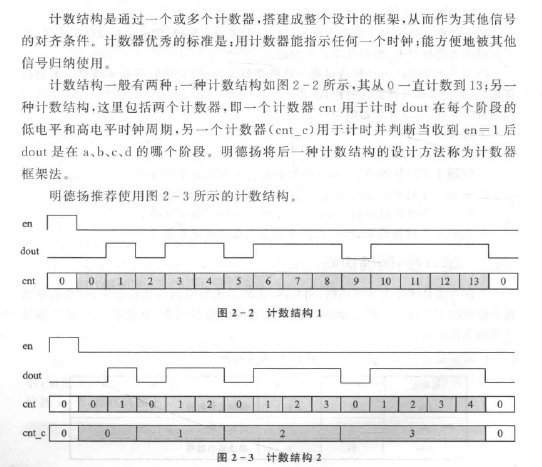 计数结构是通过一个或多个计数器,搭建成整个设计的框架,从而作为其他信号
的对齐条件。计数器优秀的标准是:用计数器能指示任何一个时钟;能方便地被其他
信号归纳使用。
计数结构一般有两种:一种计数结构如图2-2所示,其从0一直计数到13;另一
种计数结构,这里包括两个计数器,即一个计数器 cnt 用于计时 dout 在每个阶段的
低电平和高电平时钟周期,另一个计数器(cnt_c)用于计时并判断当收到 en=1 后
dout 是在 a、b、c、d 的哪个阶段。明德扬将后一种计数结构的设计方法称为计数器
框架法。
明德扬推荐使用图2-3所示的计数结构。
en
dout
cnt 0 0 1 2 3 4 5 6 7 8 9 10 11 12 13 0
图2-2 计数结构1
en
dout
cnt 0 0 1 0 1 2 0 1 2 3 0 1 2 3 4 0
cnt_c 0 0 1 2 3 0
图2-3 计数结构2